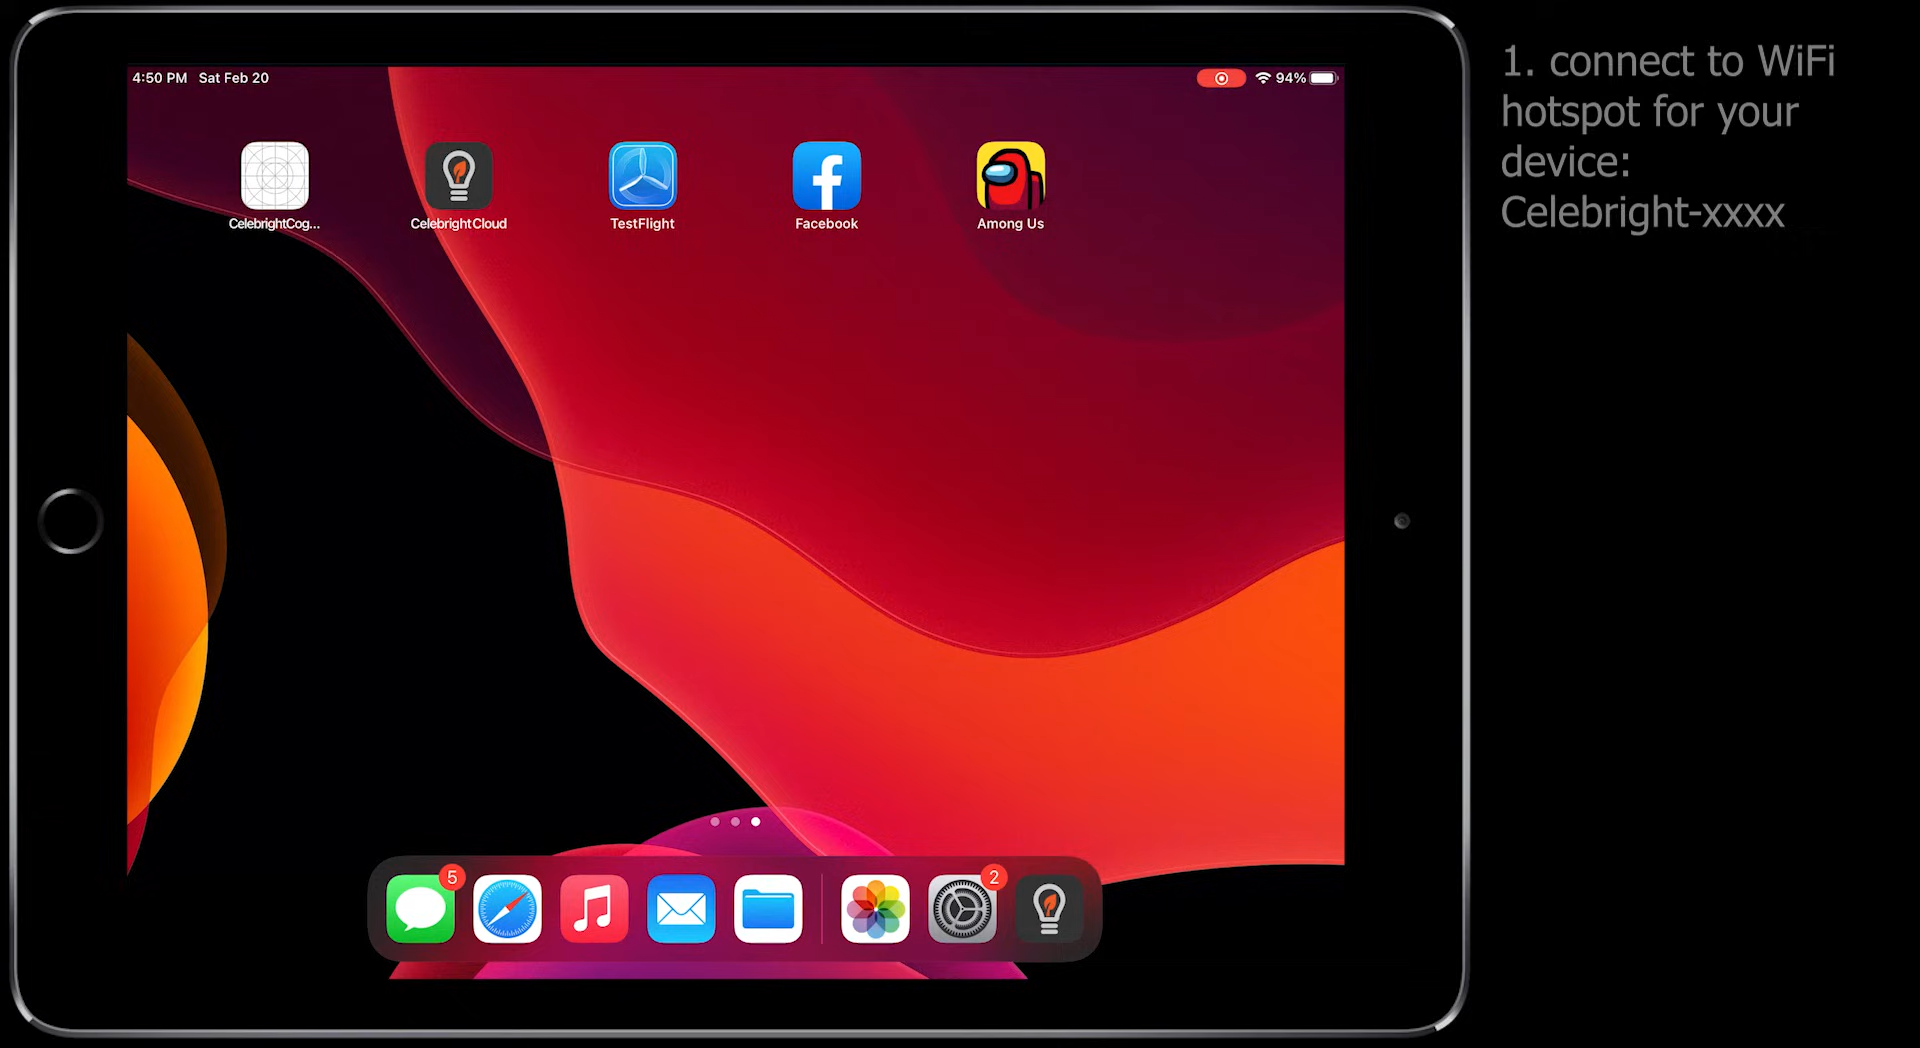 4:50 PM Sat Feb 20
94%
CelebrightCog...
CelebrightCloud
TestFlight
Facebook
Among Us
5
2
1. connect to WiFi
hotspot for your
device:
Celebright-xxxx